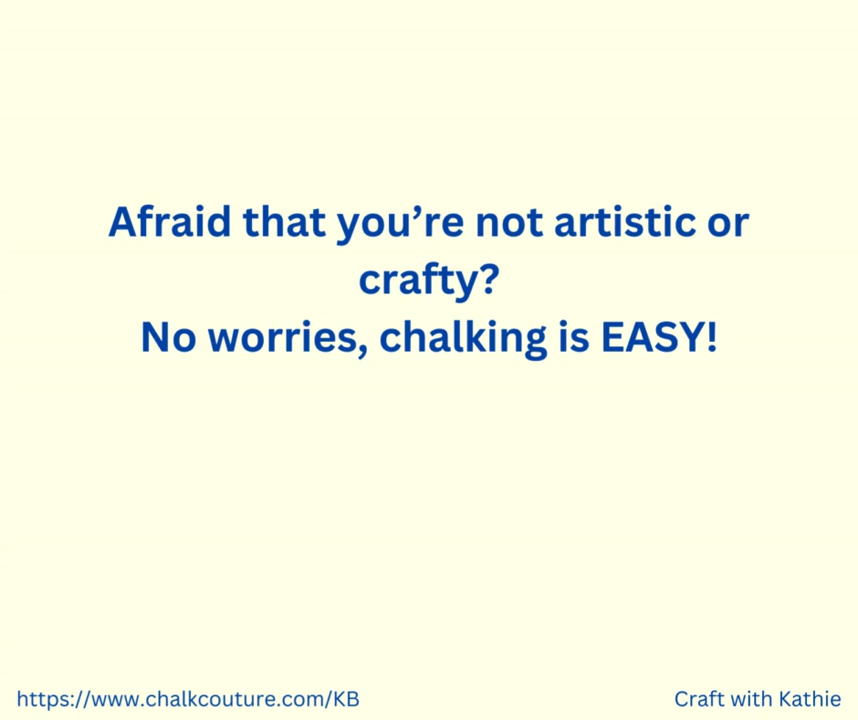 Afraid that you’re not artistic or
crafty?
No worries, chalking is EASY!
https://www.chalkcouture.com/KB
Craft with Kathie